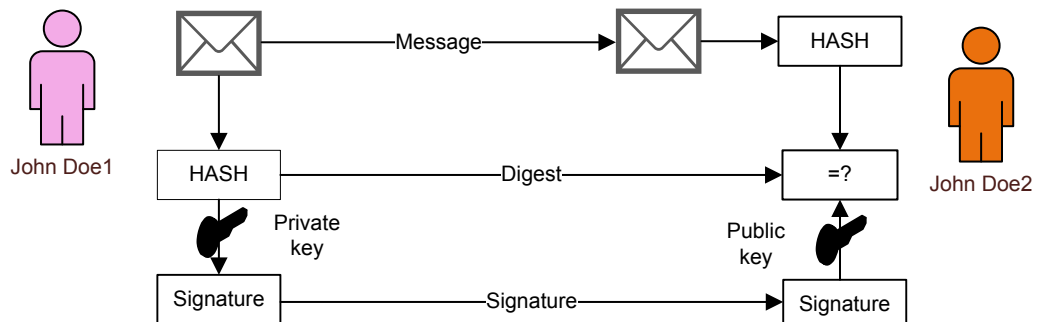 Message
HASH
John Doe1
HASH
Digest
=?
John Doe2
Private
key
Public
key
Signature
Signature
Signature